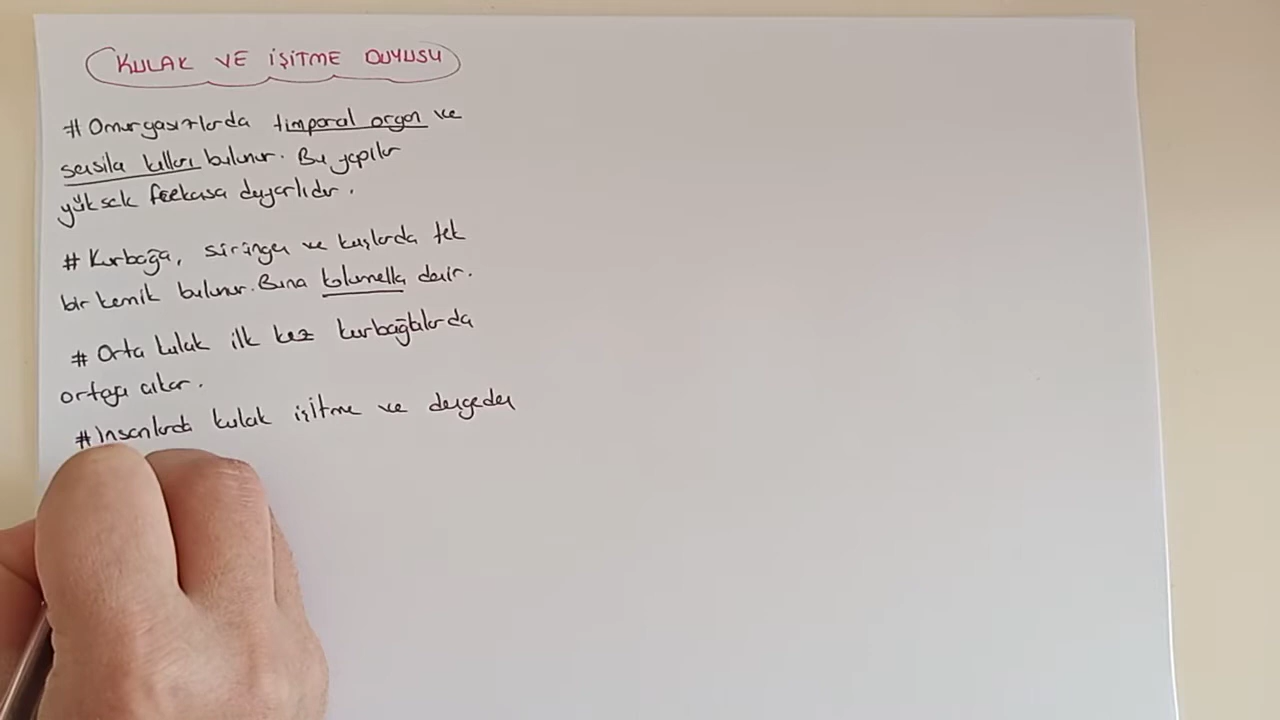 KULAK VE İŞİTME DUYUSU
# Omurgasızlarda timporal organ ve
sensila kılları bulunur. Bu yapılar
yüksek frekansa duyarlıdır.
# Kurbağa, sürüngen ve kuşlarda tek
bir kemik bulunur. Buna kolumella denir.
# Orta kulak ilk kez kurbağalarda
ortaya çıkar.
# İnsanlarda kulak işitme ve dengeden